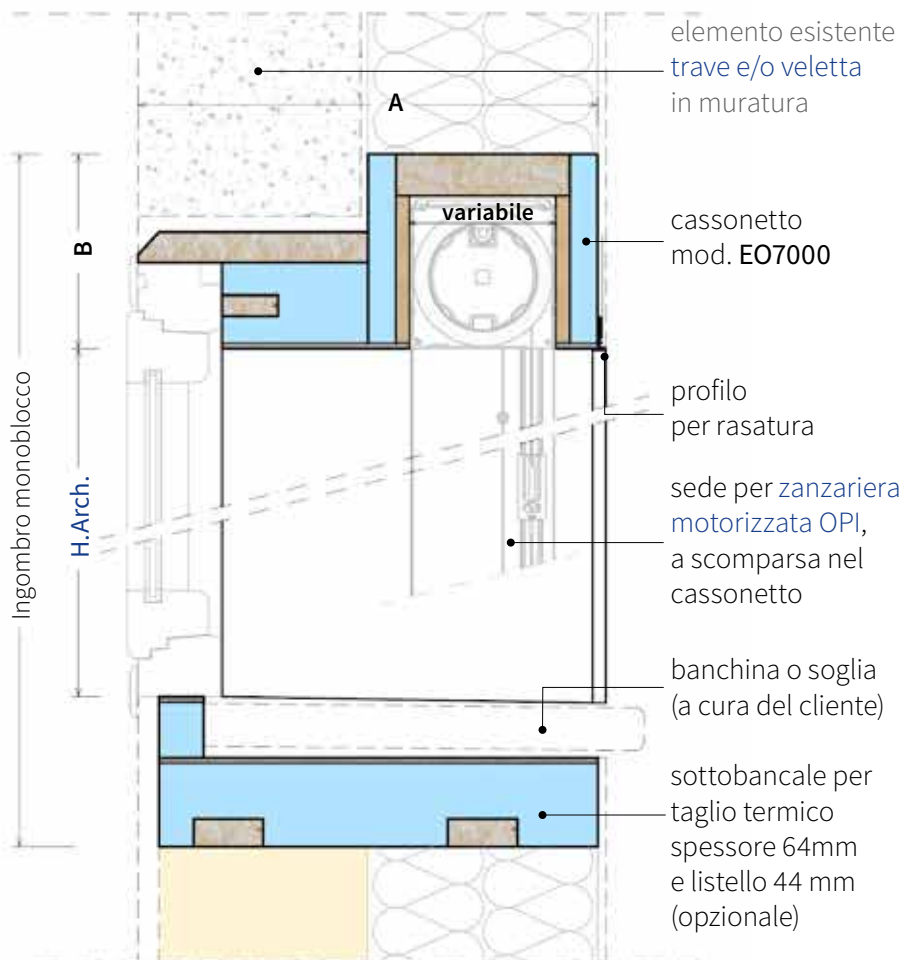 elemento esistente
trave e/o veletta
in muratura
A
variabile
cassonetto
mod. EO7000
B
profilo
per rasatura
Ingombro monoblocco
H.Arch.
sede per zanzariera
motorizzata OPI,
a scomparsa nel
cassonetto
banchina o soglia
(a cura del cliente)
sottobancale per
taglio termico
spessore 64mm
e listello 44 mm
(opzionale)